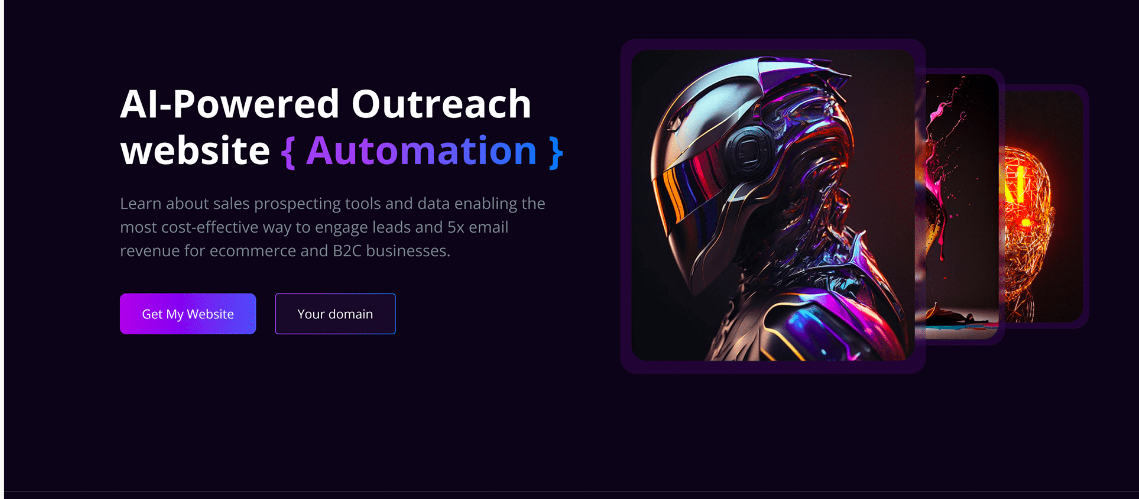 AI-Powered Outreach
website { Automation }
Learn about sales prospecting tools and data enabling the
most cost-effective way to engage leads and 5x email
revenue for ecommerce and B2C businesses.
Get My Website
Your domain